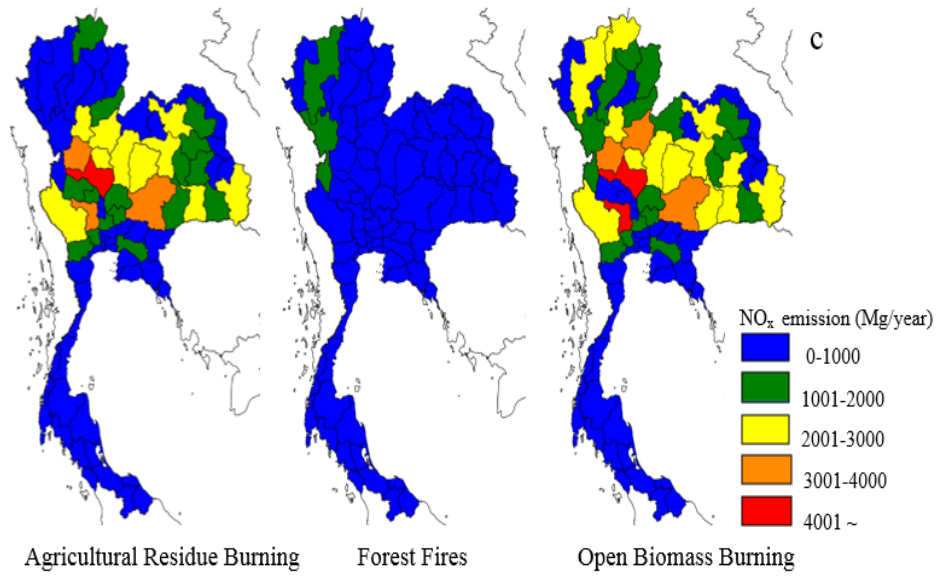 c
NOₓ emission (Mg/year)
0-1000
1001-2000
2001-3000
3001-4000
4001 ~
Agricultural Residue Burning
Forest Fires
Open Biomass Burning